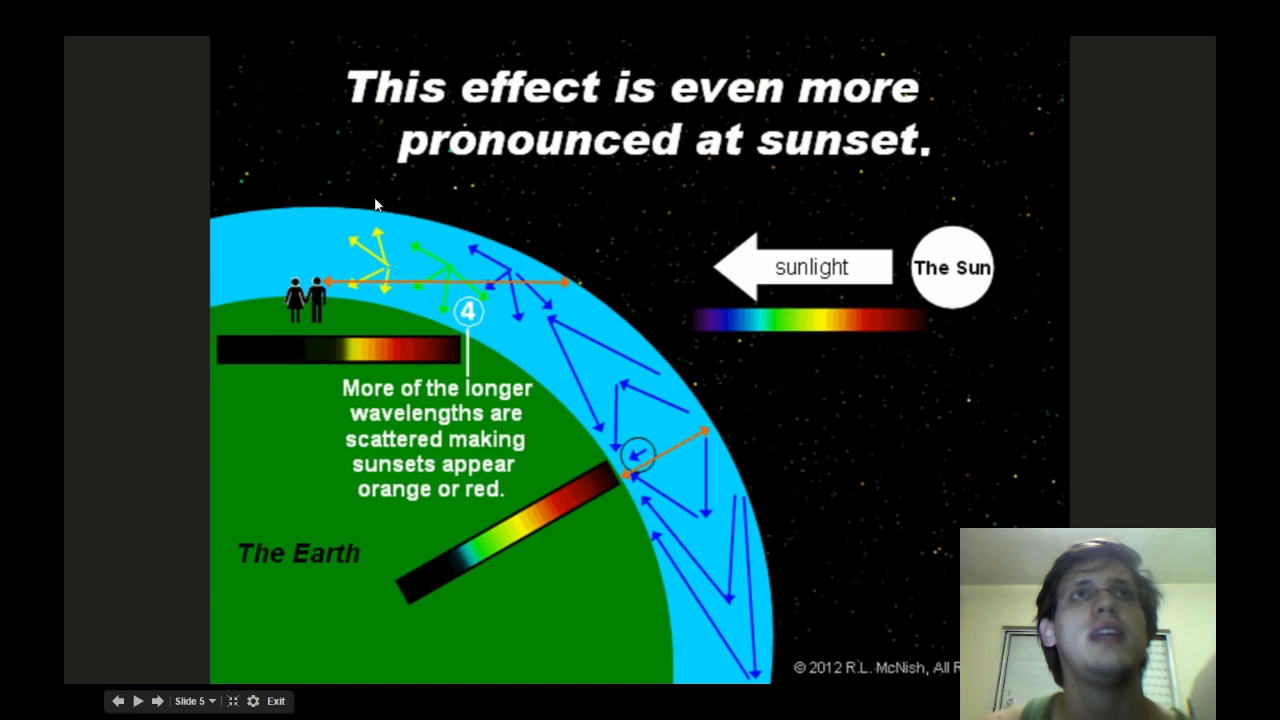 This effect is even more
pronounced at sunset.
sunlight
The Sun
4
More of the longer
wavelengths are
scattered making
sunsets appear
orange or red.
The Earth
© 2012 R.L. McNish, All R
Slide 5
Exit